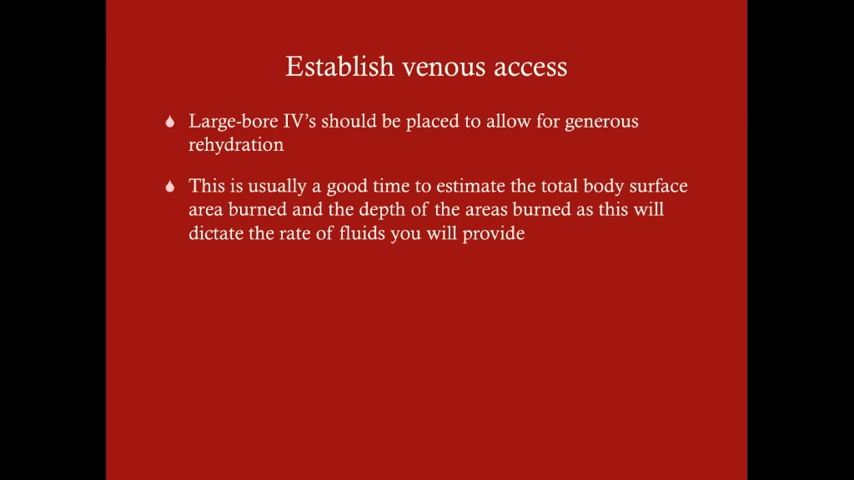 Establish venous access
Large-bore IV's should be placed to allow for generous
rehydration
This is usually a good time to estimate the total body surface
area burned and the depth of the areas burned as this will
dictate the rate of fluids you will provide